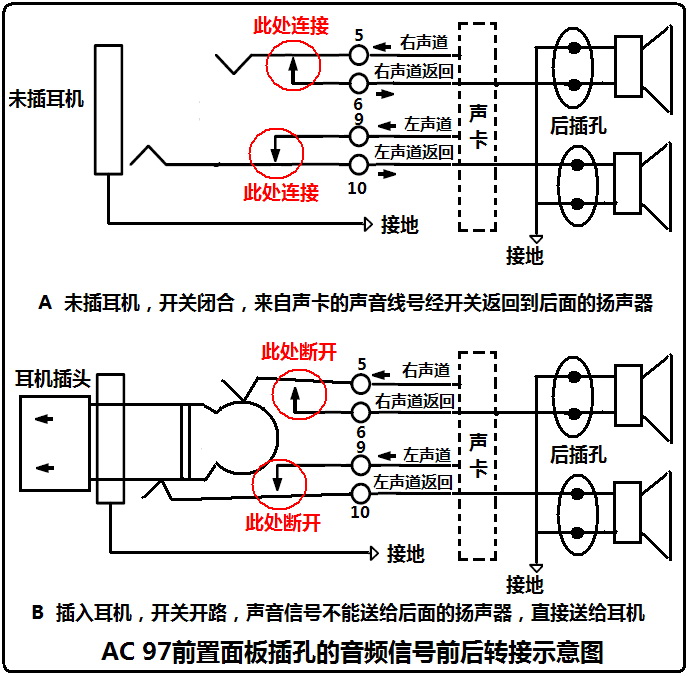 此处连接
5
右声道
右声道返回
未插耳机
6
9
左声道
声卡
后插孔
左声道返回
此处连接
10
接地
接地
A 未插耳机，开关闭合，来自声卡的声音线号经开关返回到后面的扬声器
此处断开
5
右声道
耳机插头
右声道返回
6
9
左声道
声卡
后插孔
左声道返回
此处断开
10
接地
接地
B 插入耳机，开关开路，声音信号不能送给后面的扬声器，直接送给耳机
AC 97前置面板插孔的音频信号前后转接示意图